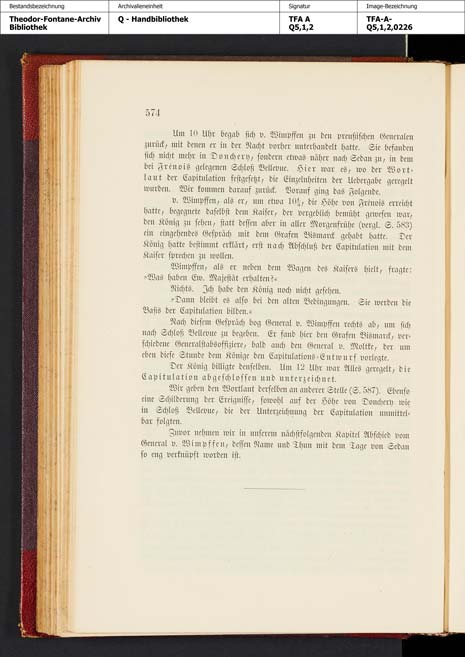 Bestandsbezeichnung
Archivalieneinheit
Signatur
Image-Bezeichnung
Theodor-Fontane-Archiv
Bibliothek
Q - Handbibliothek
TFA A
Q5,1,2
TFA-A-
Q5,1,2,0226
574
Um 10 Uhr begab sich v. Wimpffen zu den preußischen Generalen
zurück, mit denen er in der Nacht vorher unterhandelt hatte. Sie befanden
sich nicht mehr in Donchery, sondern etwas näher nach Sedan zu, in dem
bei Frénois gelegenen Schloß Bellevue. Hier war es, wo der Wort-
laut der Capitulation festgesetzt, die Einzelnheiten der Uebergabe geregelt
wurden. Wir kommen darauf zurück. Vorauf ging das Folgende.
v. Wimpffen, als er, um etwa 10½, die Höhe von Frénois erreicht
hatte, begegnete daselbst dem Kaiser, der vergeblich bemüht gewesen war,
den König zu sehen, statt dessen aber in aller Morgenfrühe (vergl. S. 583)
ein eingehendes Gespräch mit dem Grafen Bismarck gehabt hatte. Der
König hatte bestimmt erklärt, erst nach Abschluß der Capitulation mit dem
Kaiser sprechen zu wollen.
Wimpffen, als er neben dem Wagen des Kaisers hielt, fragte:
»Was haben Ew. Majestät erhalten?«
Nichts. Ich habe den König noch nicht gesehen.
»Dann bleibt es also bei den alten Bedingungen. Sie werden die
Basis der Capitulation bilden.«
Nach diesem Gespräch bog General v. Wimpffen rechts ab, um sich
nach Schloß Bellevue zu begeben. Er fand hier den Grafen Bismarck, ver-
schiedene Generalstabsoffiziere, bald auch den General v. Moltke, der um
eben diese Stunde dem Könige den Capitulations-Entwurf vorlegte.
Der König billigte denselben. Um 12 Uhr war Alles geregelt, die
Capitulation abgeschlossen und unterzeichnet.
Wir geben den Wortlaut derselben an anderer Stelle (S. 587). Ebenso
eine Schilderung der Ereignisse, sowohl auf der Höhe von Donchery wie
in Schloß Bellevue, die der Unterzeichnung der Capitulation unmittel-
bar folgten.
Zuvor nehmen wir in unserem nächstfolgenden Kapitel Abschied vom
General v. Wimpffen, dessen Name und Thun mit dem Tage von Sedan
so eng verknüpft worden ist.